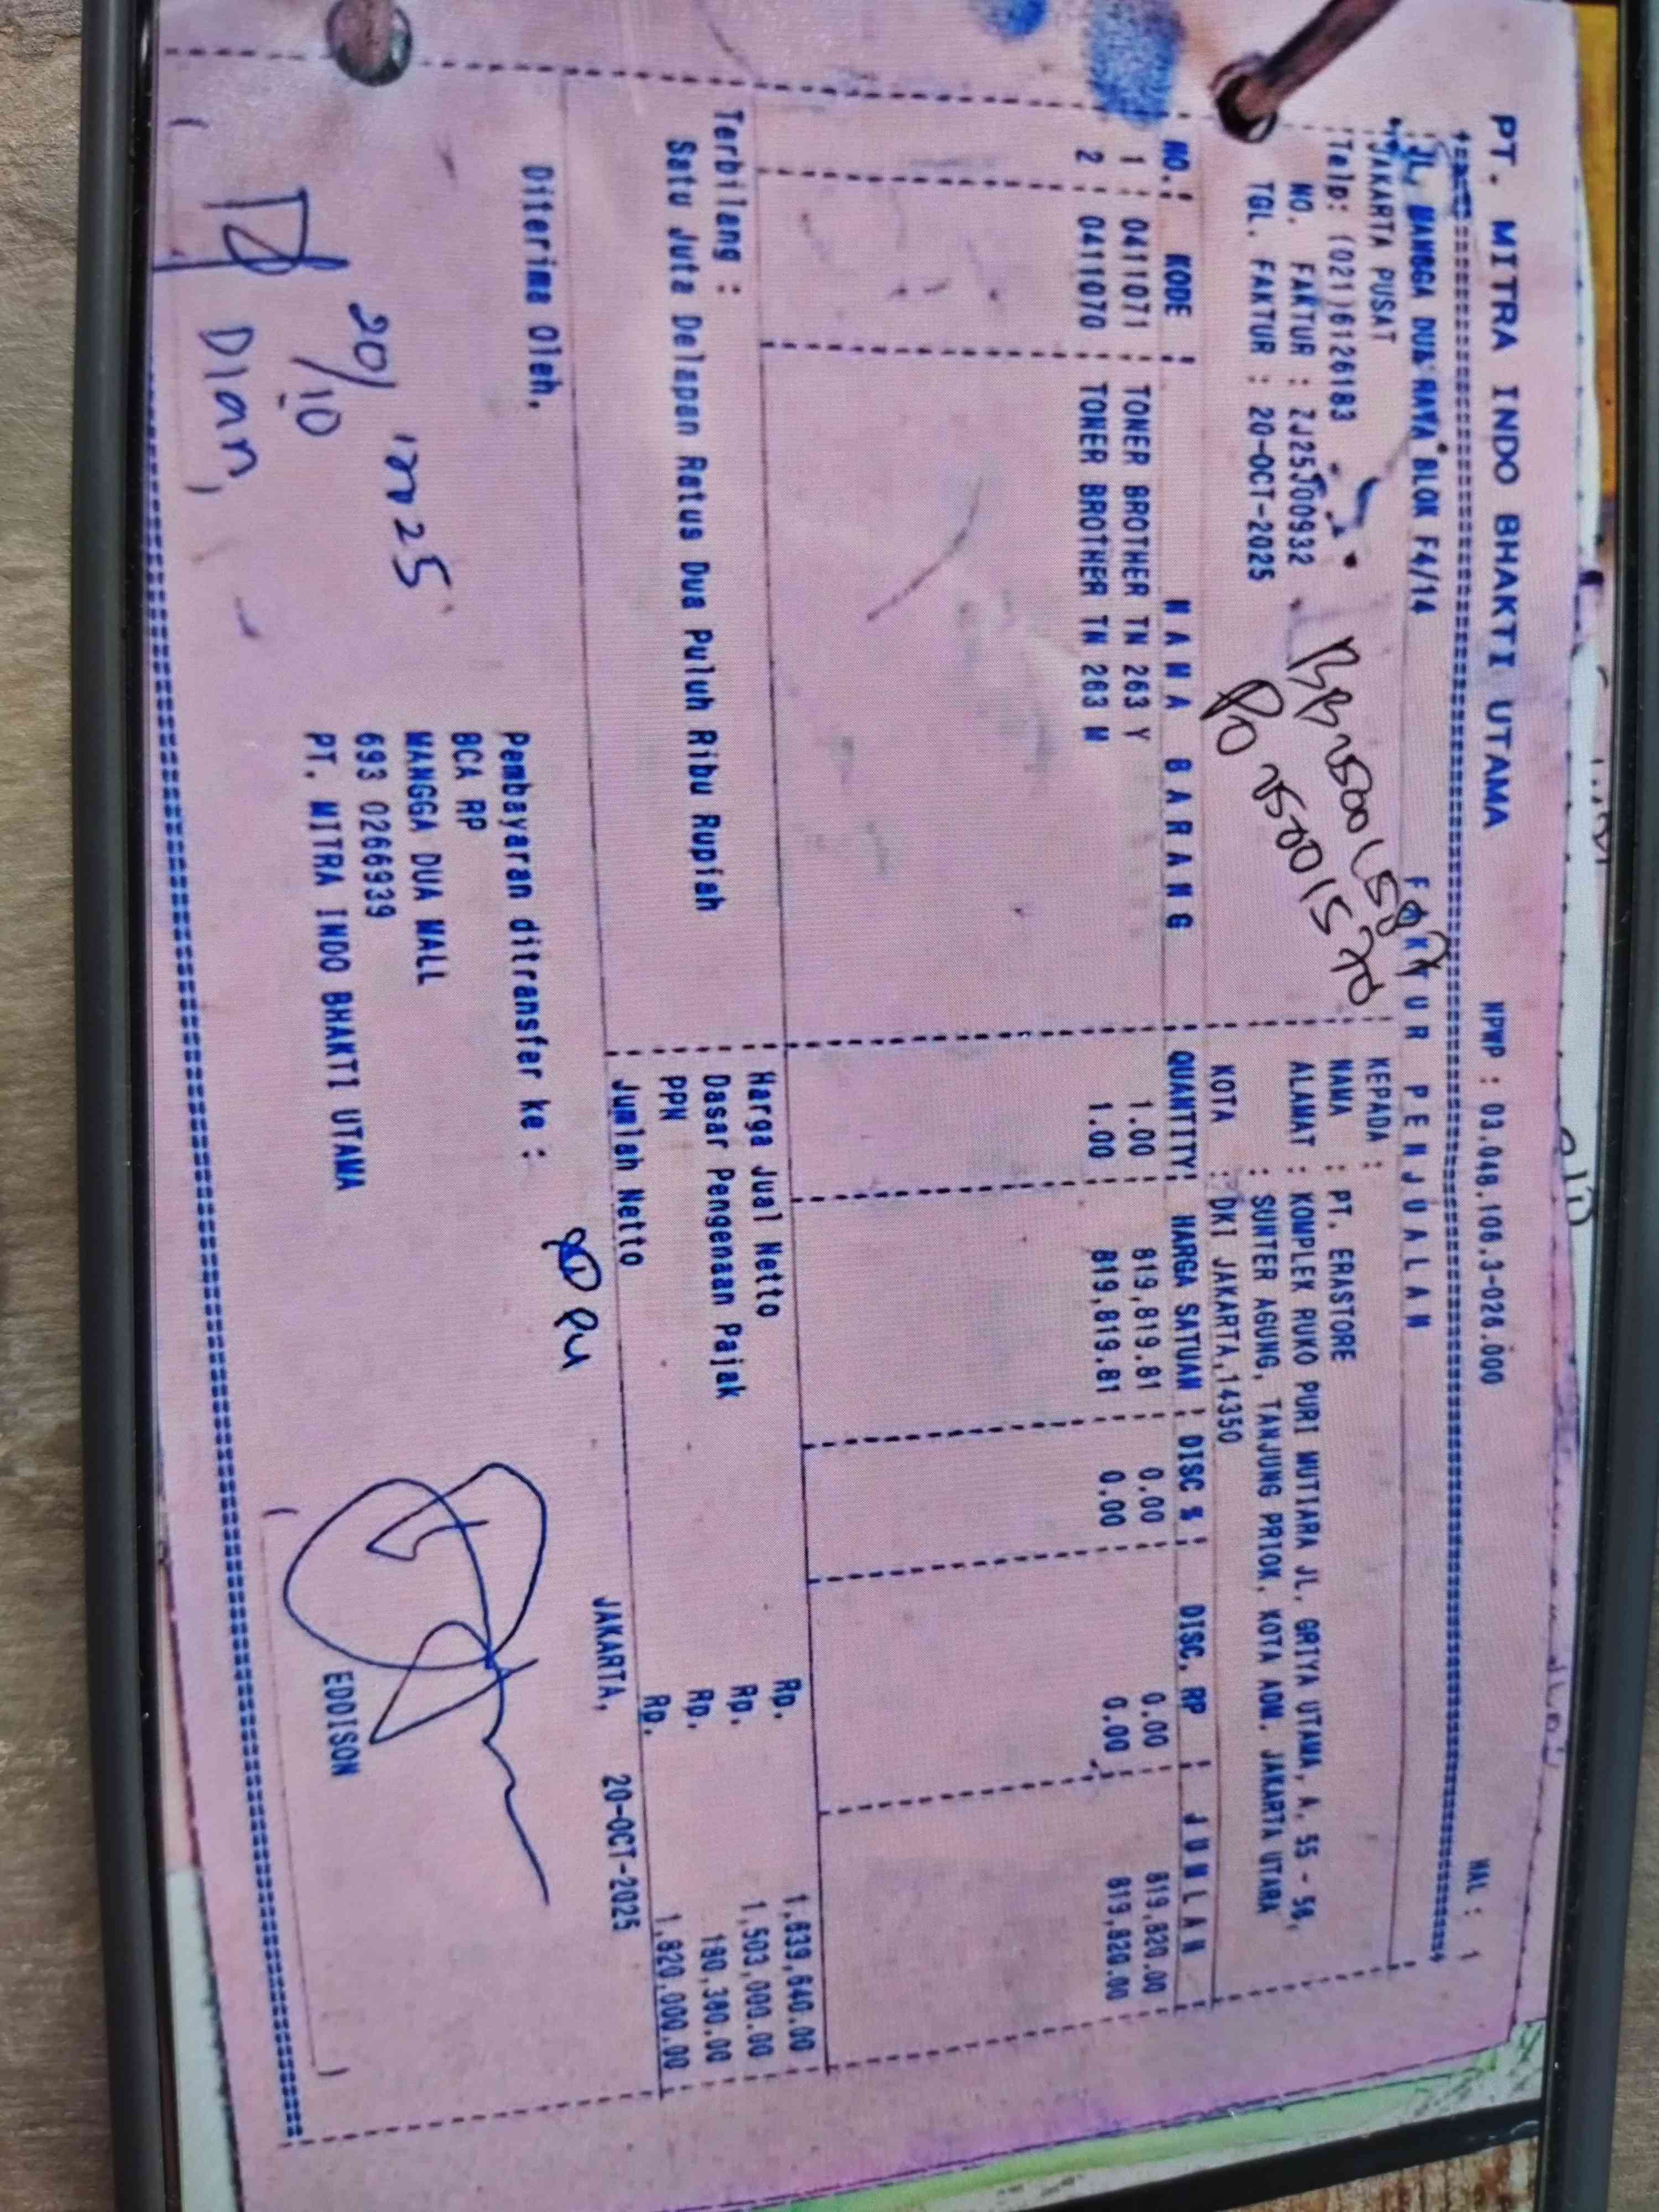 PT. MITRA INDO BHAKTI UTAMA NPWP : 03.048.106.3-026.000 HAL : 1
JL. MANGGA DUA RAYA BLOK F4/14 FAKTUR PENJUALAN
JAKARTA PUSAT KEPADA :
Telp: (021)6126183 NAMA : PT. ERASTORE
NO. FAKTUR : ZJ25J00932 ALAMAT : KOMPLEK RUKO PURI MUTIARA JL. GRIYA UTAMA, A, 55 - 56,
TGL. FAKTUR : 20-OCT-2025 : SUNTER AGUNG, TANJUNG PRIOK, KOTA ADM. JAKARTA UTARA
KOTA : DKI JAKARTA,14350
PO 25001570
NO. KODE NAMA BARANG QUANTITY HARGA SATUAN DISC % DISC. RP JUMLAH
1 0411071 TONER BROTHER TN 263 Y 1.00 819,819.81 0.00 0.00 819,820.00
2 0411070 TONER BROTHER TN 263 M 1.00 819,819.81 0.00 0.00 819,820.00
Harga Jual Netto Rp. 1,639,640.00
Terbilang : Dasar Pengenaan Pajak Rp. 1,503,000.00
Satu Juta Delapan Ratus Dua Puluh Ribu Rupiah PPN Rp. 180,360.00
Jumlah Netto Rp. 1,820,000.00
JAKARTA, 20-OCT-2025
Diterima Oleh, Pembayaran ditransfer ke :
BCA RP
MANGGA DUA MALL
693 0266939
PT. MITRA INDO BHAKTI UTAMA
20/10
Dian
EDDISON